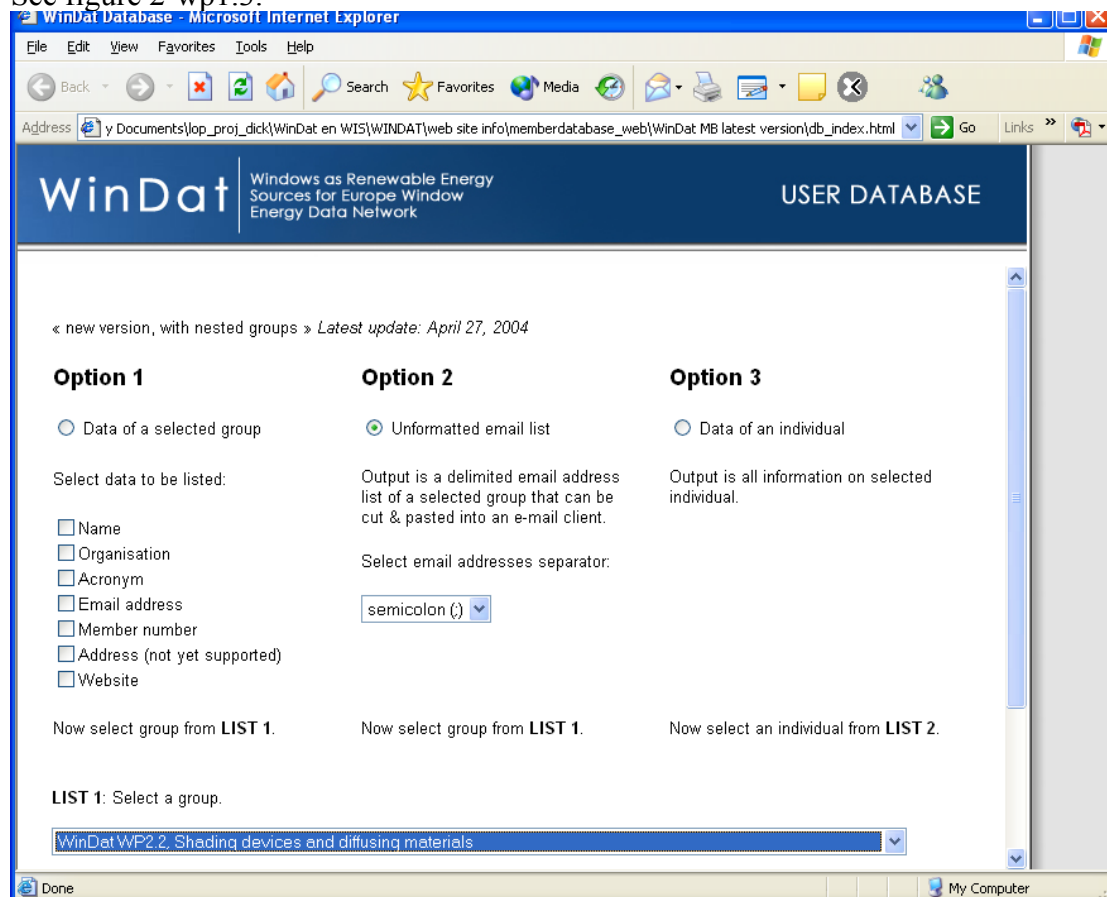 See figure 2-wp1.3.
WinDat Database - Microsoft Internet Explorer
File Edit View Favorites Tools Help
Back Search Favorites Media
Address y Documents\lop_proj_dick\WinDat en WIS\WINDAT\web site info\memberdatabase_web\WinDat MB latest version\db_index.html Go Links »
WinDat
Windows as Renewable Energy
Sources for Europe Window
Energy Data Network
USER DATABASE
« new version, with nested groups » Latest update: April 27, 2004
Option 1
Data of a selected group
Select data to be listed:
Name
Organisation
Acronym
Email address
Member number
Address (not yet supported)
Website
Now select group from LIST 1.
Option 2
Unformatted email list
Output is a delimited email address
list of a selected group that can be
cut & pasted into an e-mail client.
Select email addresses separator:
semicolon (;)
Now select group from LIST 1.
Option 3
Data of an individual
Output is all information on selected
individual.
Now select an individual from LIST 2.
LIST 1: Select a group.
WinDat WP2.2, Shading devices and diffusing materials
Done
My Computer